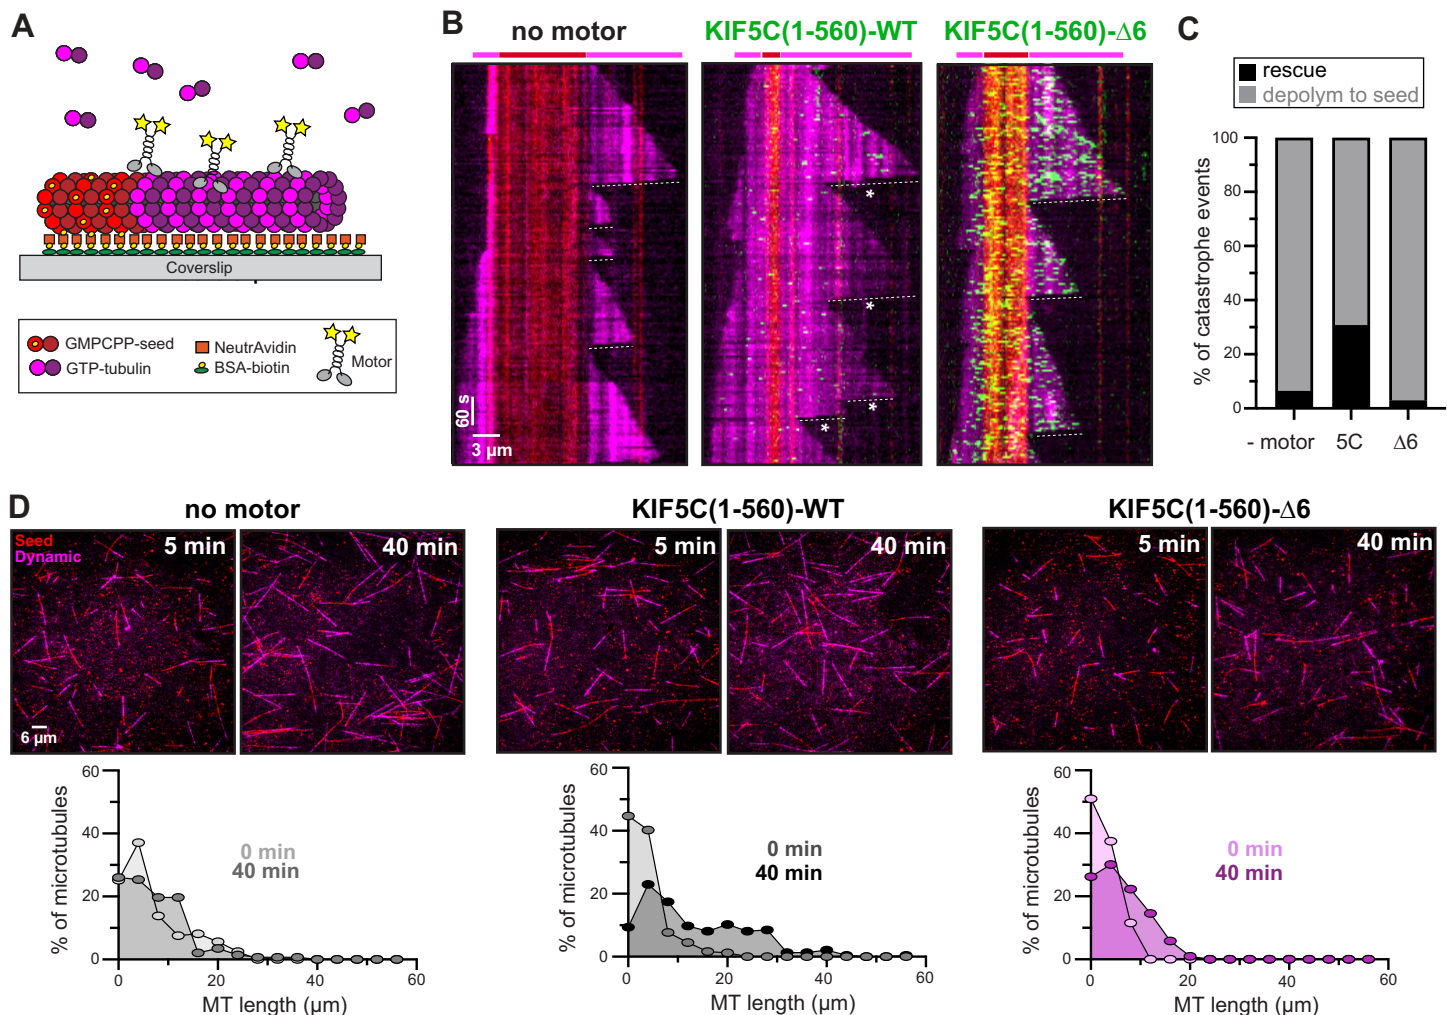 A
GMPCPP-seed
GTP-tubulin
NeutrAvidin
BSA-biotin
Motor
Coverslip
B
no motor
KIF5C(1-560)-WT
KIF5C(1-560)-Δ6
60 s
3 μm
*
*
*
*
C
rescue
depolym to seed
% of catastrophe events
100
80
60
40
20
0
- motor
5C
Δ6
D
no motor
KIF5C(1-560)-WT
KIF5C(1-560)-Δ6
Seed
Dynamic
5 min
40 min
5 min
40 min
5 min
40 min
6 μm
% of microtubules
60
40
20
0
0 min
40 min
0
20
40
60
MT length (μm)
% of microtubules
60
40
20
0
0 min
40 min
0
20
40
60
MT length (μm)
% of microtubules
60
40
20
0
0 min
40 min
0
20
40
60
MT length (μm)